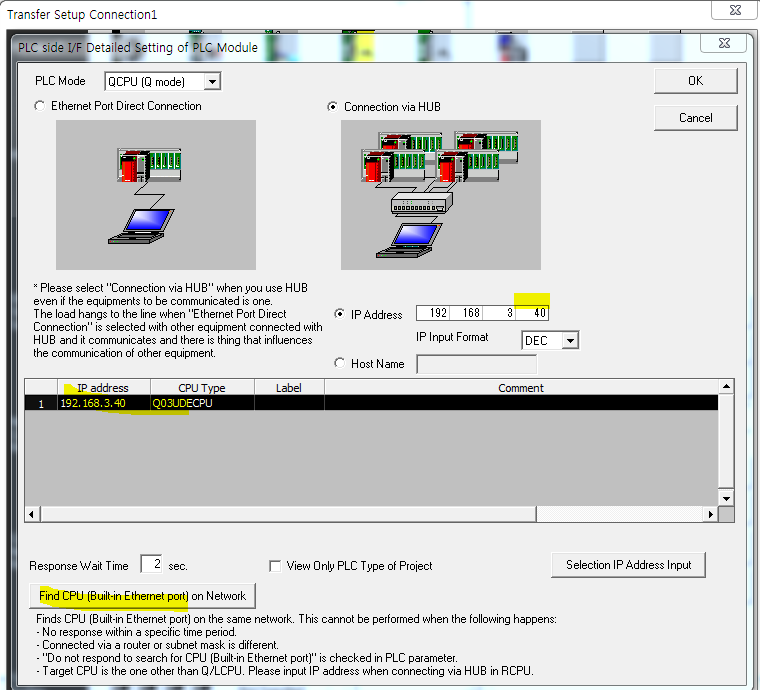 Transfer Setup Connection1
PLC side I/F Detailed Setting of PLC Module
PLC Mode QCPU (Q mode)
OK
Ethernet Port Direct Connection
Connection via HUB
Cancel
* Please select "Connection via HUB" when you use HUB
even if the equipments to be communicated is one.
The load hangs to the line when "Ethernet Port Direct
Connection" is selected with other equipment connected with
HUB and it communicates and there is thing that influences
the communication of other equipment.
IP Address 192 168 3 40
IP Input Format DEC
Host Name
IP address CPU Type Label Comment
1 192.168.3.40 Q03UDECPU
Response Wait Time 2 sec.
View Only PLC Type of Project
Selection IP Address Input
Find CPU (Built-in Ethernet port) on Network
Finds CPU (Built-in Ethernet port) on the same network. This cannot be performed when the following happens:
- No response within a specific time period.
- Connected via a router or subnet mask is different.
- "Do not respond to search for CPU (Built-in Ethernet port)" is checked in PLC parameter.
- Target CPU is the one other than Q/LCPU. Please input IP address when connecting via HUB in RCPU.